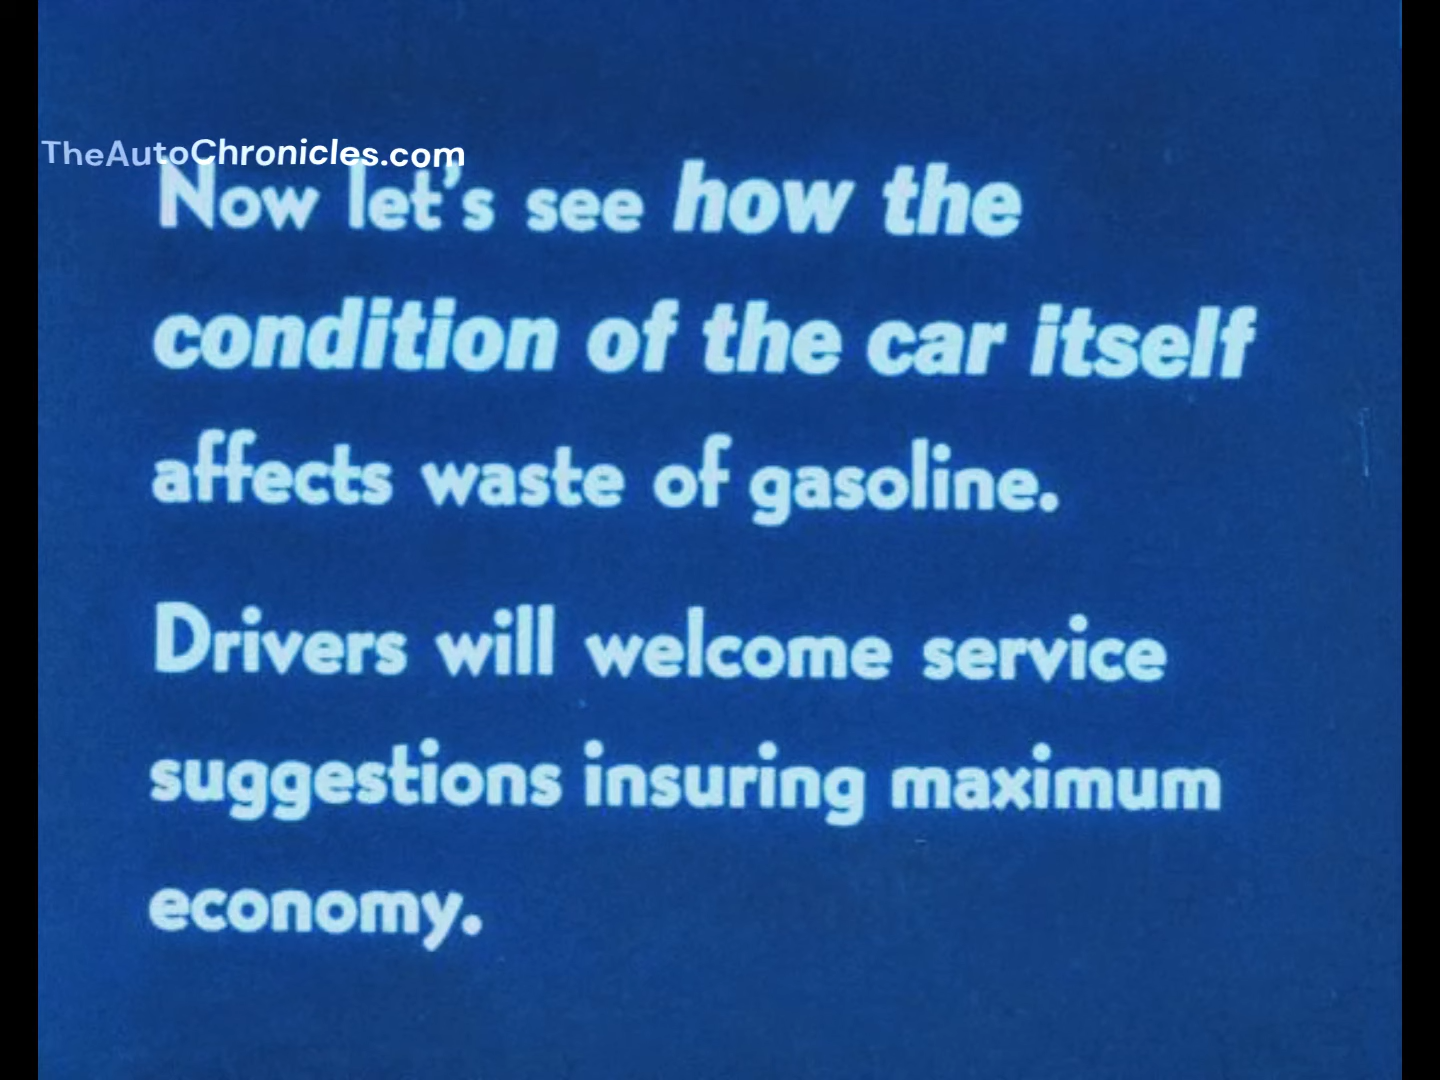 TheAutoChronicles.com
Now let's see how the
condition of the car itself
affects waste of gasoline.
Drivers will welcome service
suggestions insuring maximum
economy.